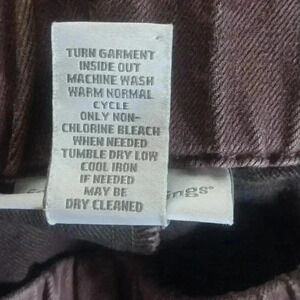 TURN GARMENT
INSIDE OUT
MACHINE WASH
WARM NORMAL
CYCLE
ONLY NON-
CHLORINE BLEACH
WHEN NEEDED
TUMBLE DRY LOW
COOL IRON
IF NEEDED
MAY BE
DRY CLEANED
ngs®